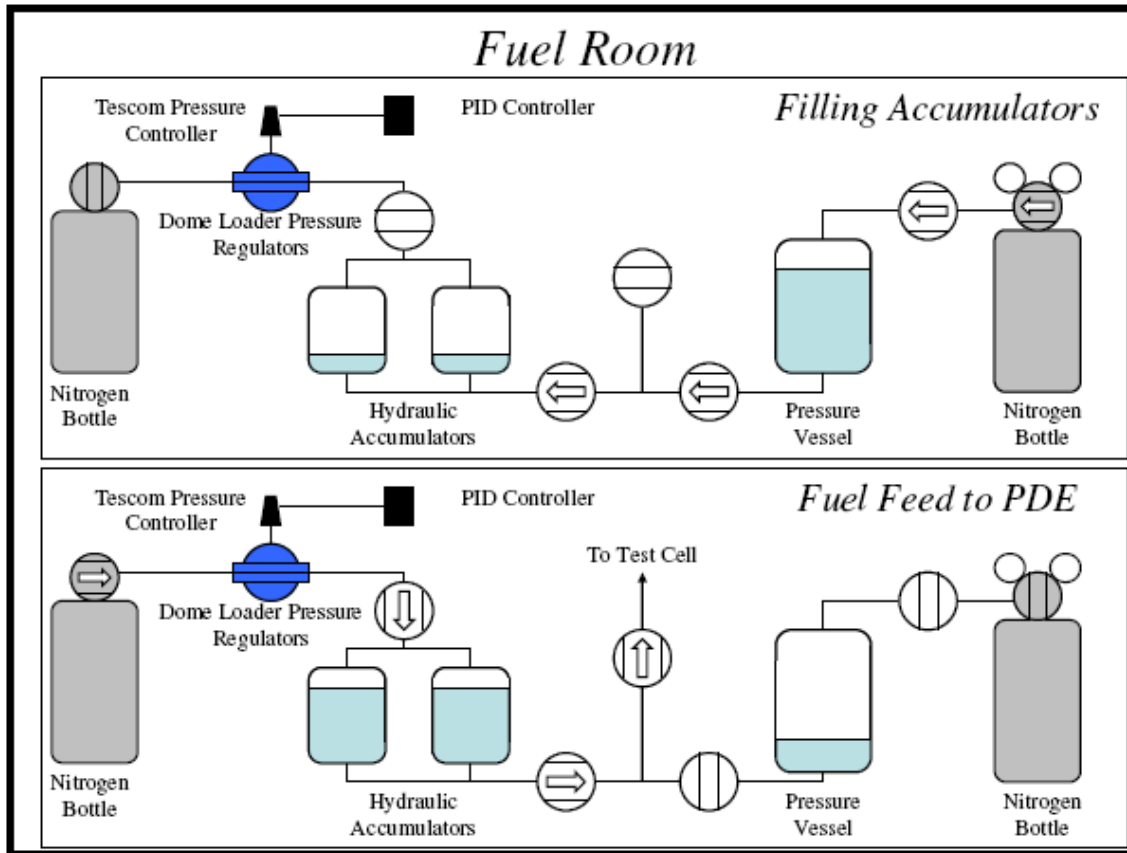 Fuel Room
Filling Accumulators
Tescom Pressure
Controller
PID Controller
Dome Loader Pressure
Regulators
Nitrogen
Bottle
Hydraulic
Accumulators
Pressure
Vessel
Nitrogen
Bottle
Fuel Feed to PDE
Tescom Pressure
Controller
PID Controller
To Test Cell
Dome Loader Pressure
Regulators
Nitrogen
Bottle
Hydraulic
Accumulators
Pressure
Vessel
Nitrogen
Bottle